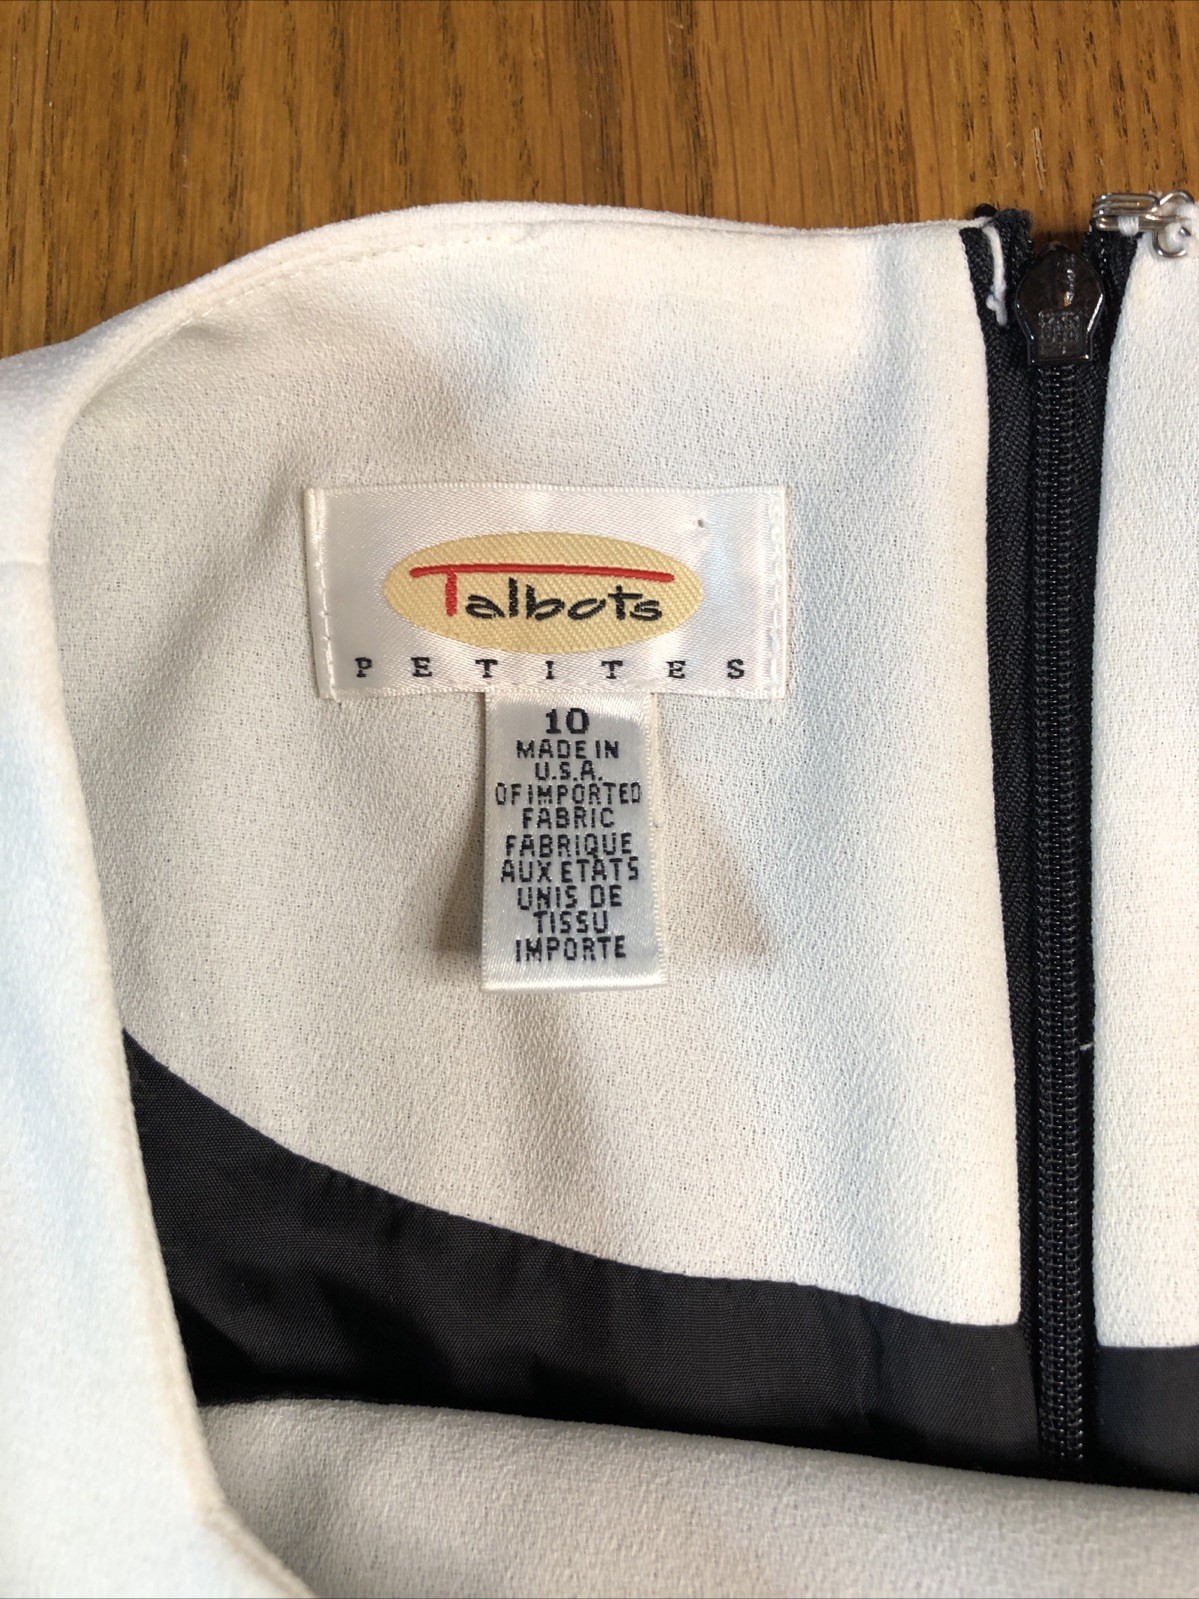 Talbots
PETITES
10
MADE IN
U.S.A.
OF IMPORTED
FABRIC
FABRIQUE
AUX ETATS
UNIS DE
TISSU
IMPORTE